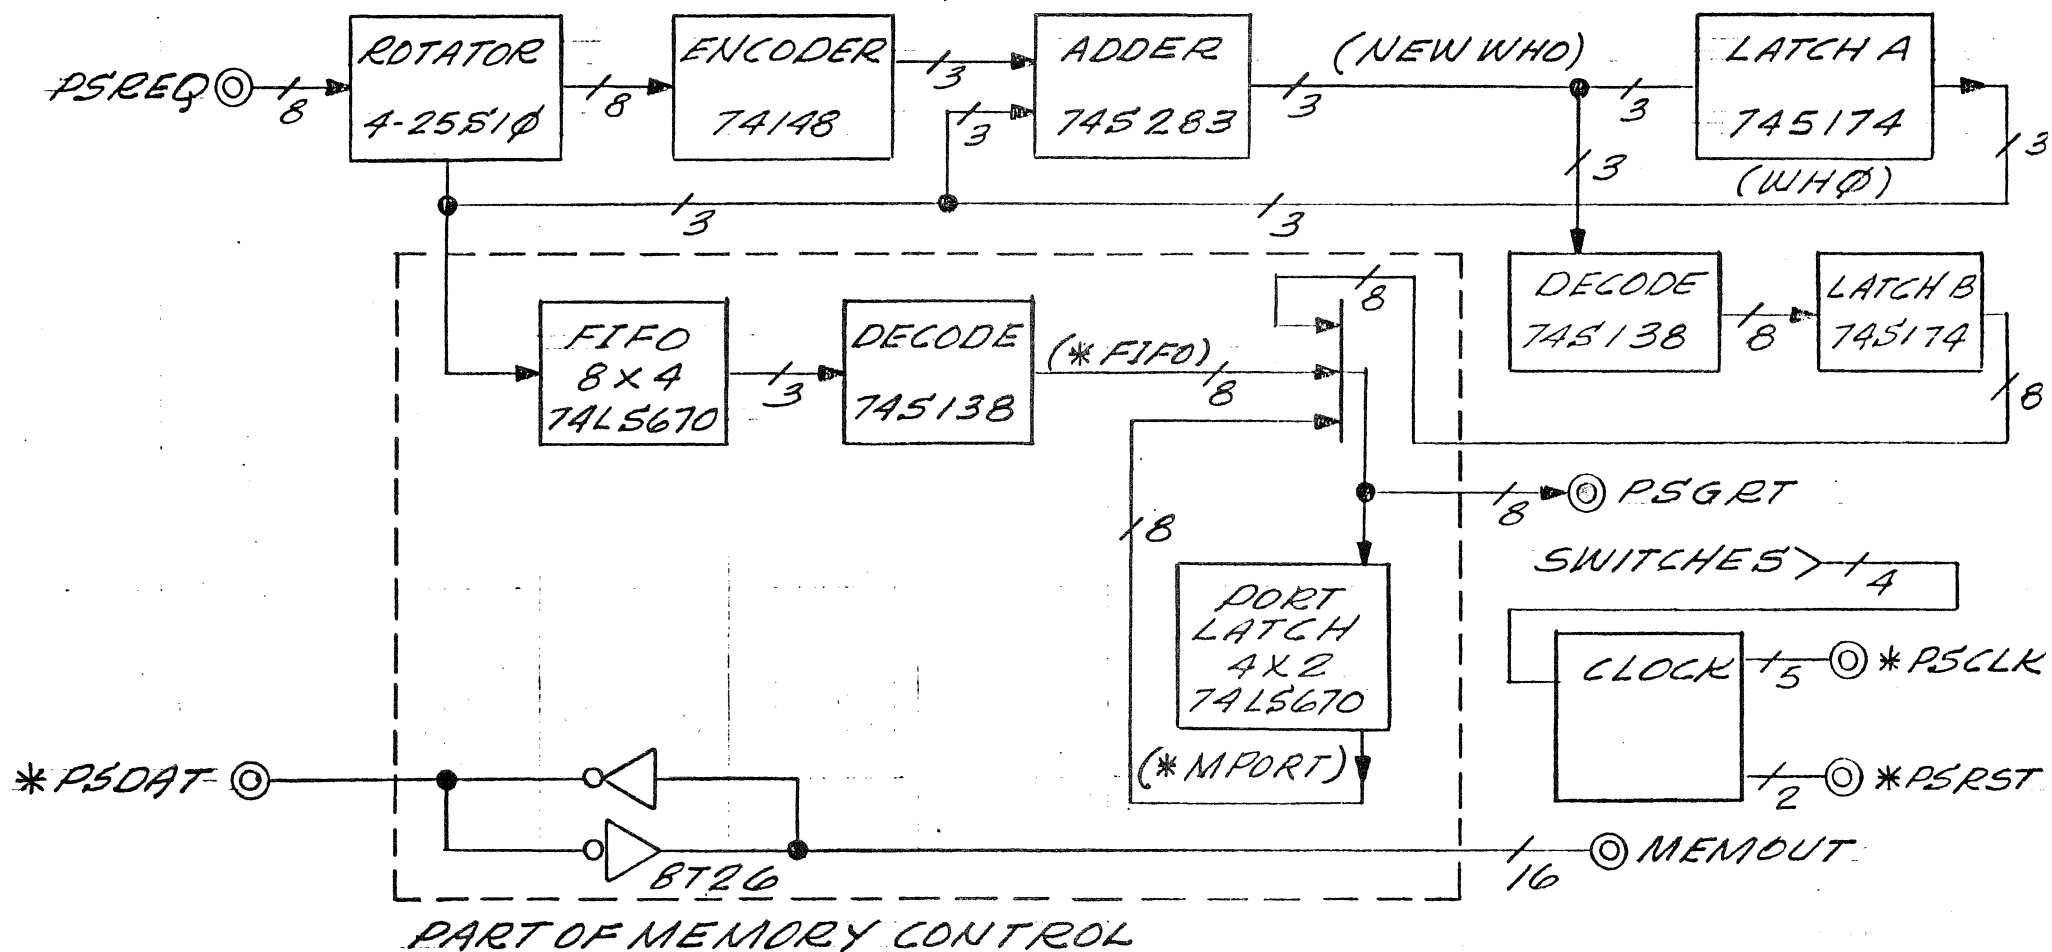 PSREQ
8
ROTATOR
4-25S1Ø
8
ENCODER
74148
3
3
ADDER
74S283
3
(NEW WHO)
3
LATCH A
74S174
3
(WHØ)
3
3
3
DECODE
74S138
8
LATCH B
74S174
8
FIFO
8X4
74LS670
3
DECODE
74S138
(*FIFO)
8
8
8
PSGRT
8
PORT
LATCH
4X2
74LS670
(*MPORT)
SWITCHES>
4
CLOCK
5
*PSCLK
2
*PSRST
*PSDAT
8T26
16
MEMOUT
PART OF MEMORY CONTROL